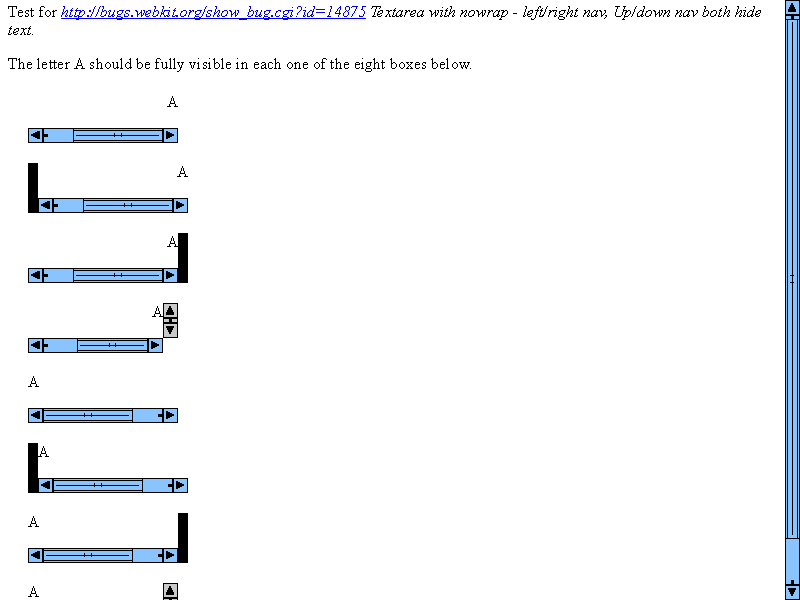 Test for http://bugs.webkit.org/show_bug.cgi?id=14875 Textarea with nowrap - left/right nav, Up/down nav both hide
text.
The letter A should be fully visible in each one of the eight boxes below.
A
A
A
A
A
A
A
A